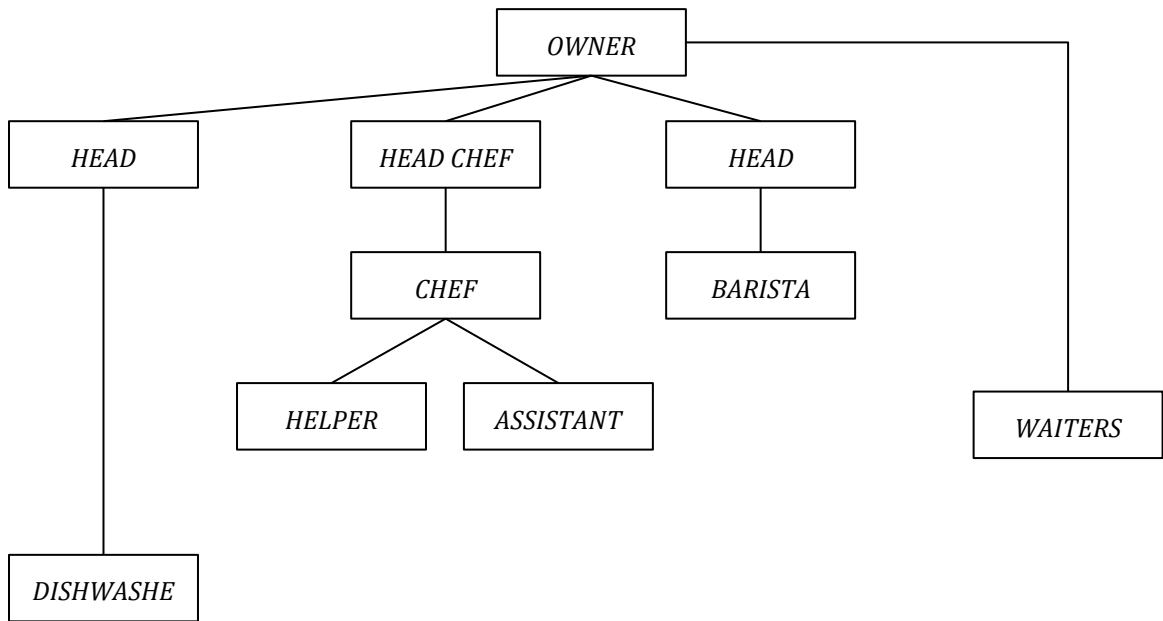 OWNER
HEAD
HEAD CHEF
HEAD
CHEF
BARISTA
HELPER
ASSISTANT
WAITERS
DISHWASHE